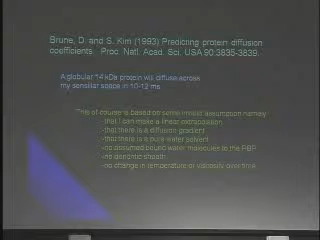 Brune, D. and S. Kim (1993) Predicting protein diffusion
coefficients. Proc. Natl. Acad. Sci. USA 90:3835-3839.
A globular 14 kDa protein will diffuse across
my sensillar space in 10-12 ms
This of course is based on some invalid assumption namely
-that I can make a linear extrapolation
-that there is a diffusion gradient
-that there is a pure water solvent
-no assumed bound water molecules to the PBP
-no dendritic sheath
-no change in temperature or viscosity over time